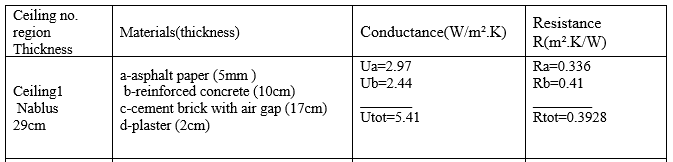 Ceiling no.
region
Thickness
Materials(thickness)
Conductance(W/m².K)
Resistance
R(m².K/W)
Ceiling1
Nablus
29cm
a-asphalt paper (5mm )
b-reinforced concrete (10cm)
c-cement brick with air gap (17cm)
d-plaster (2cm)
Ua=2.97
Ub=2.44
Utot=5.41
Ra=0.336
Rb=0.41
Rtot=0.3928